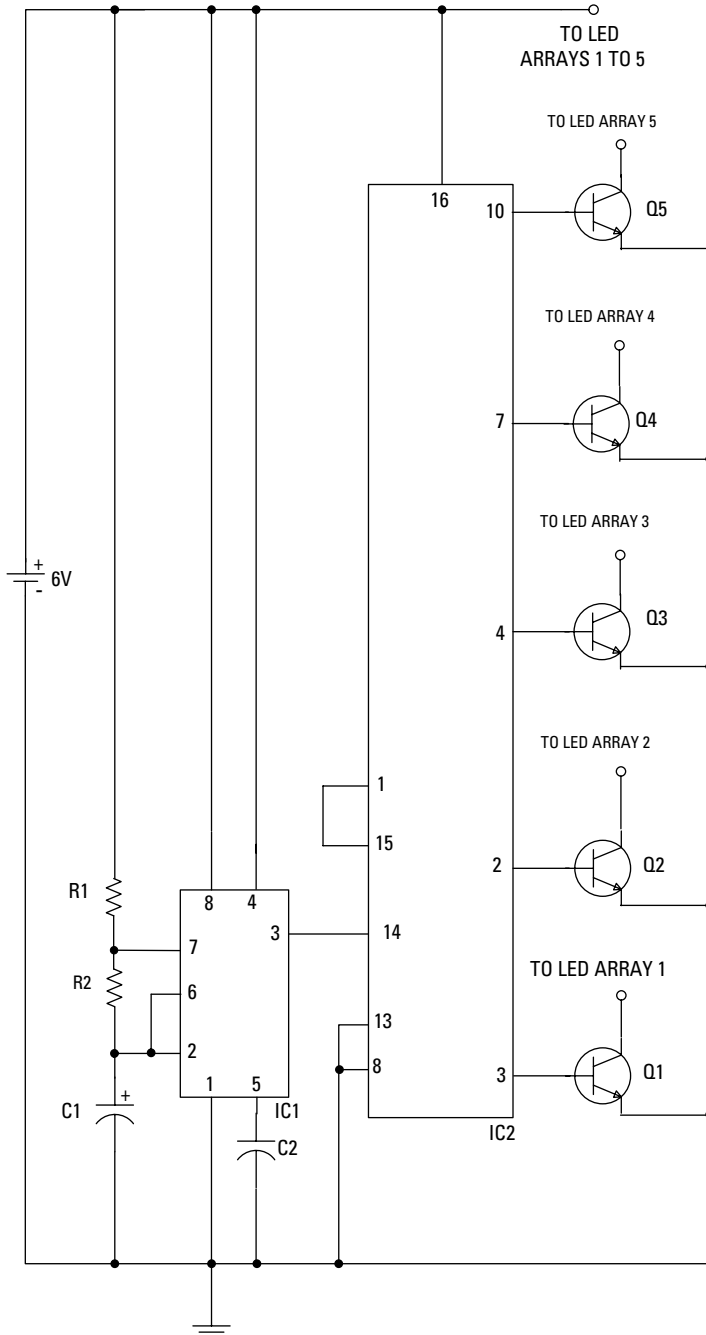 TO LED
ARRAYS 1 TO 5
TO LED ARRAY 5
16
10
Q5
TO LED ARRAY 4
7
Q4
TO LED ARRAY 3
+
6V
-
4
Q3
TO LED ARRAY 2
1
15
2
Q2
R1
8
4
3
14
7
TO LED ARRAY 1
R2
6
13
2
8
3
Q1
1
5
+
C1
IC1
C2
IC2